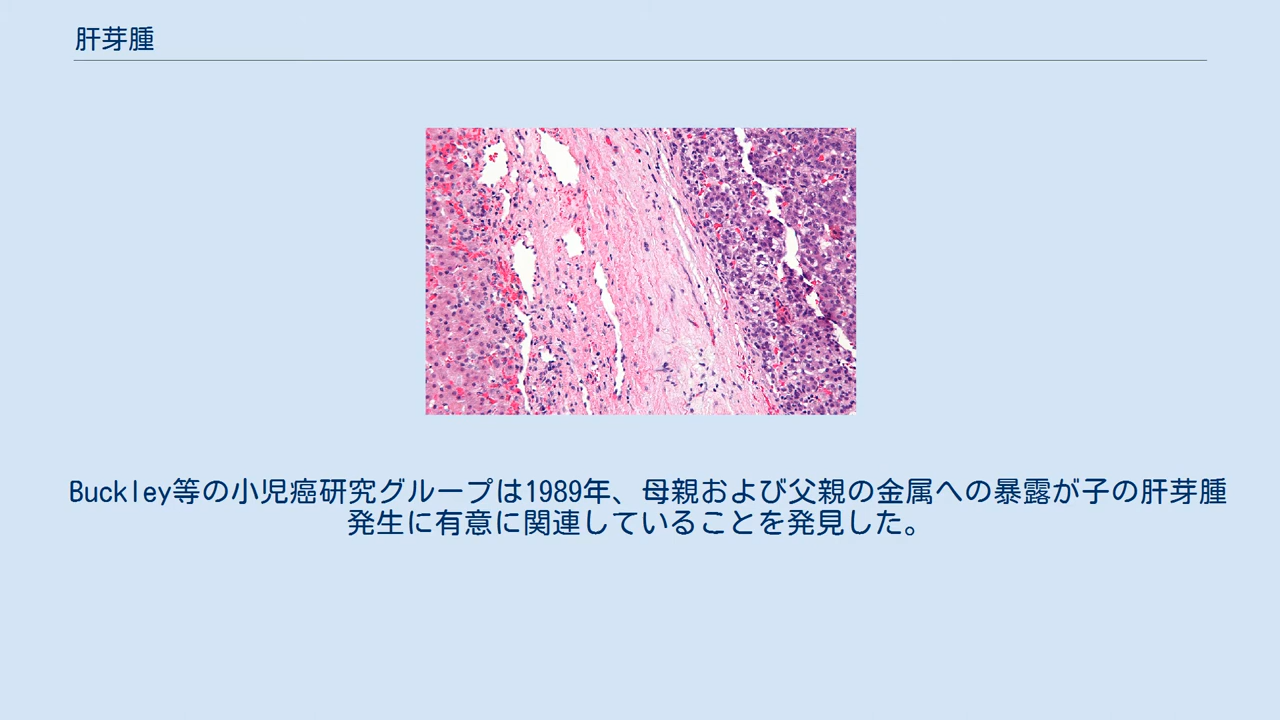 肝芽腫
Buckley等の小児癌研究グループは1989年、母親および父親の金属への暴露が子の肝芽腫
発生に有意に関連していることを発見した。